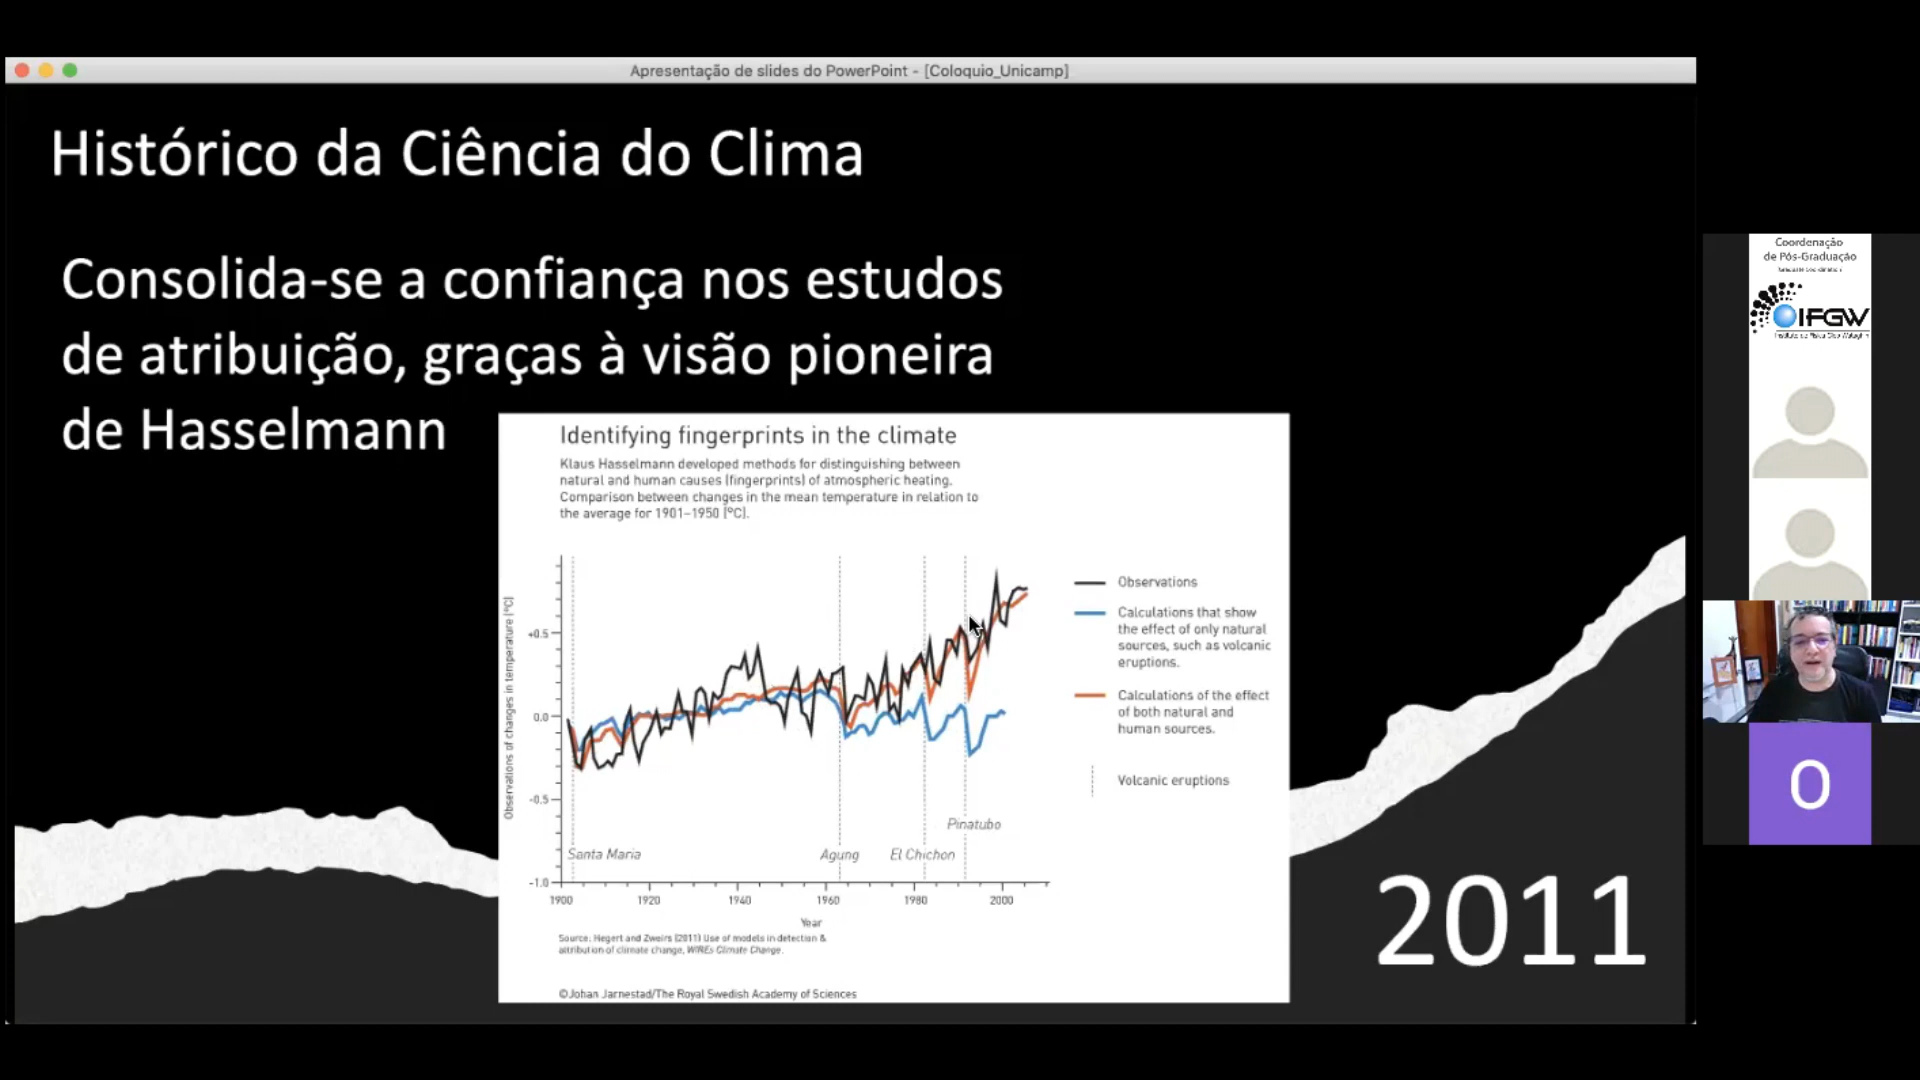 Apresentação de slides do PowerPoint - [Coloquio_Unicamp]
Histórico da Ciência do Clima
Consolida-se a confiança nos estudos
de atribuição, graças à visão pioneira
de Hasselmann
Identifying fingerprints in the climate
Klaus Hasselmann developed methods for distinguishing between
natural and human causes (fingerprints) of atmospheric heating.
Comparison between changes in the mean temperature in relation to
the average for 1901–1950 (°C).
Observations of changes in temperature (°C)
+0.5
0.0
-0.5
-1.0
Santa Maria
Agung
El Chichon
Pinatubo
1900
1920
1940
1960
1980
2000
Year
Observations
Calculations that show
the effect of only natural
sources, such as volcanic
eruptions.
Calculations of the effect
of both natural and
human sources.
Volcanic eruptions
Source: Hegerl and Zweirs (2011) Use of models in detection &
attribution of climate change, WIREs Climate Change.
©Johan Jarnestad/The Royal Swedish Academy of Sciences
2011
Coordenação
de Pós-Graduação
IFGW
Instituto de Física Gleb Wataghin
O